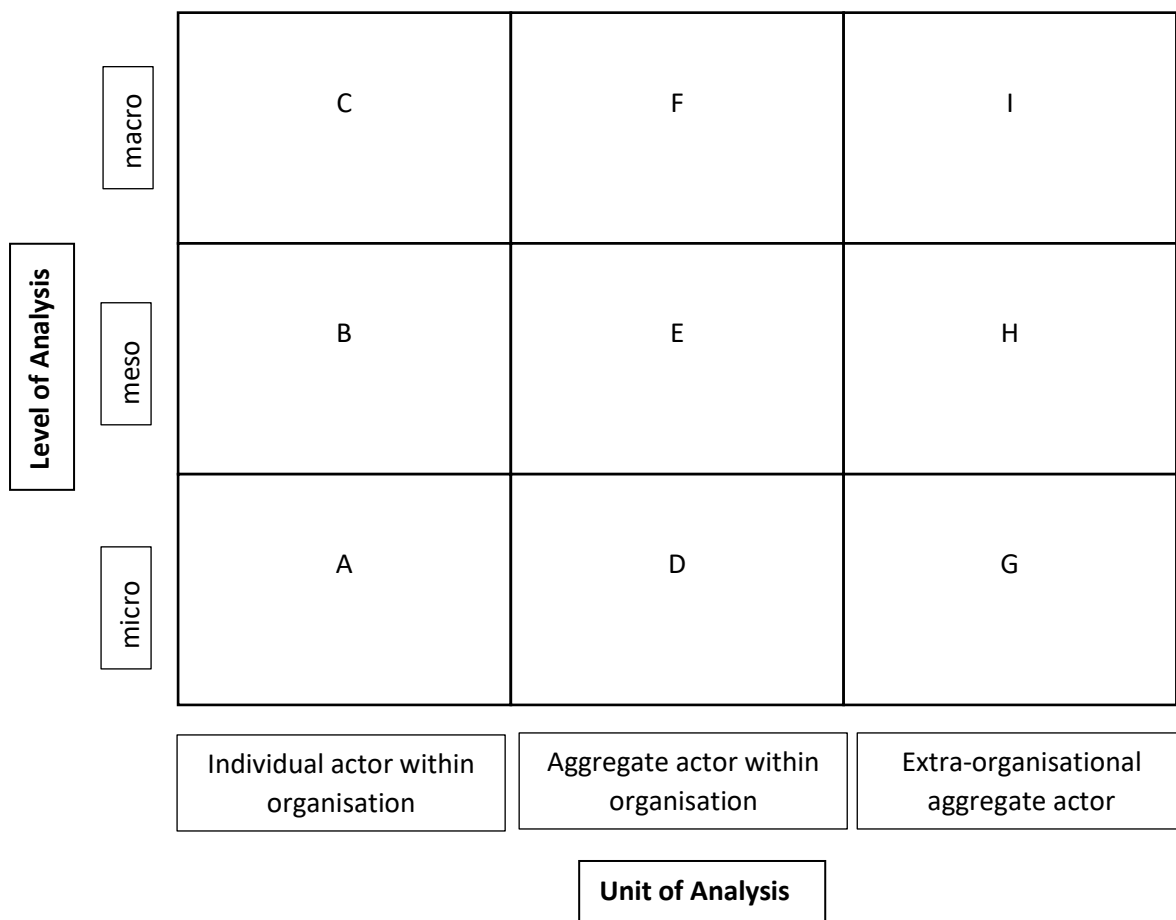 macro
C
F
I
Level of Analysis
meso
B
E
H
micro
A
D
G
Individual actor within
organisation
Aggregate actor within
organisation
Extra-organisational
aggregate actor
Unit of Analysis